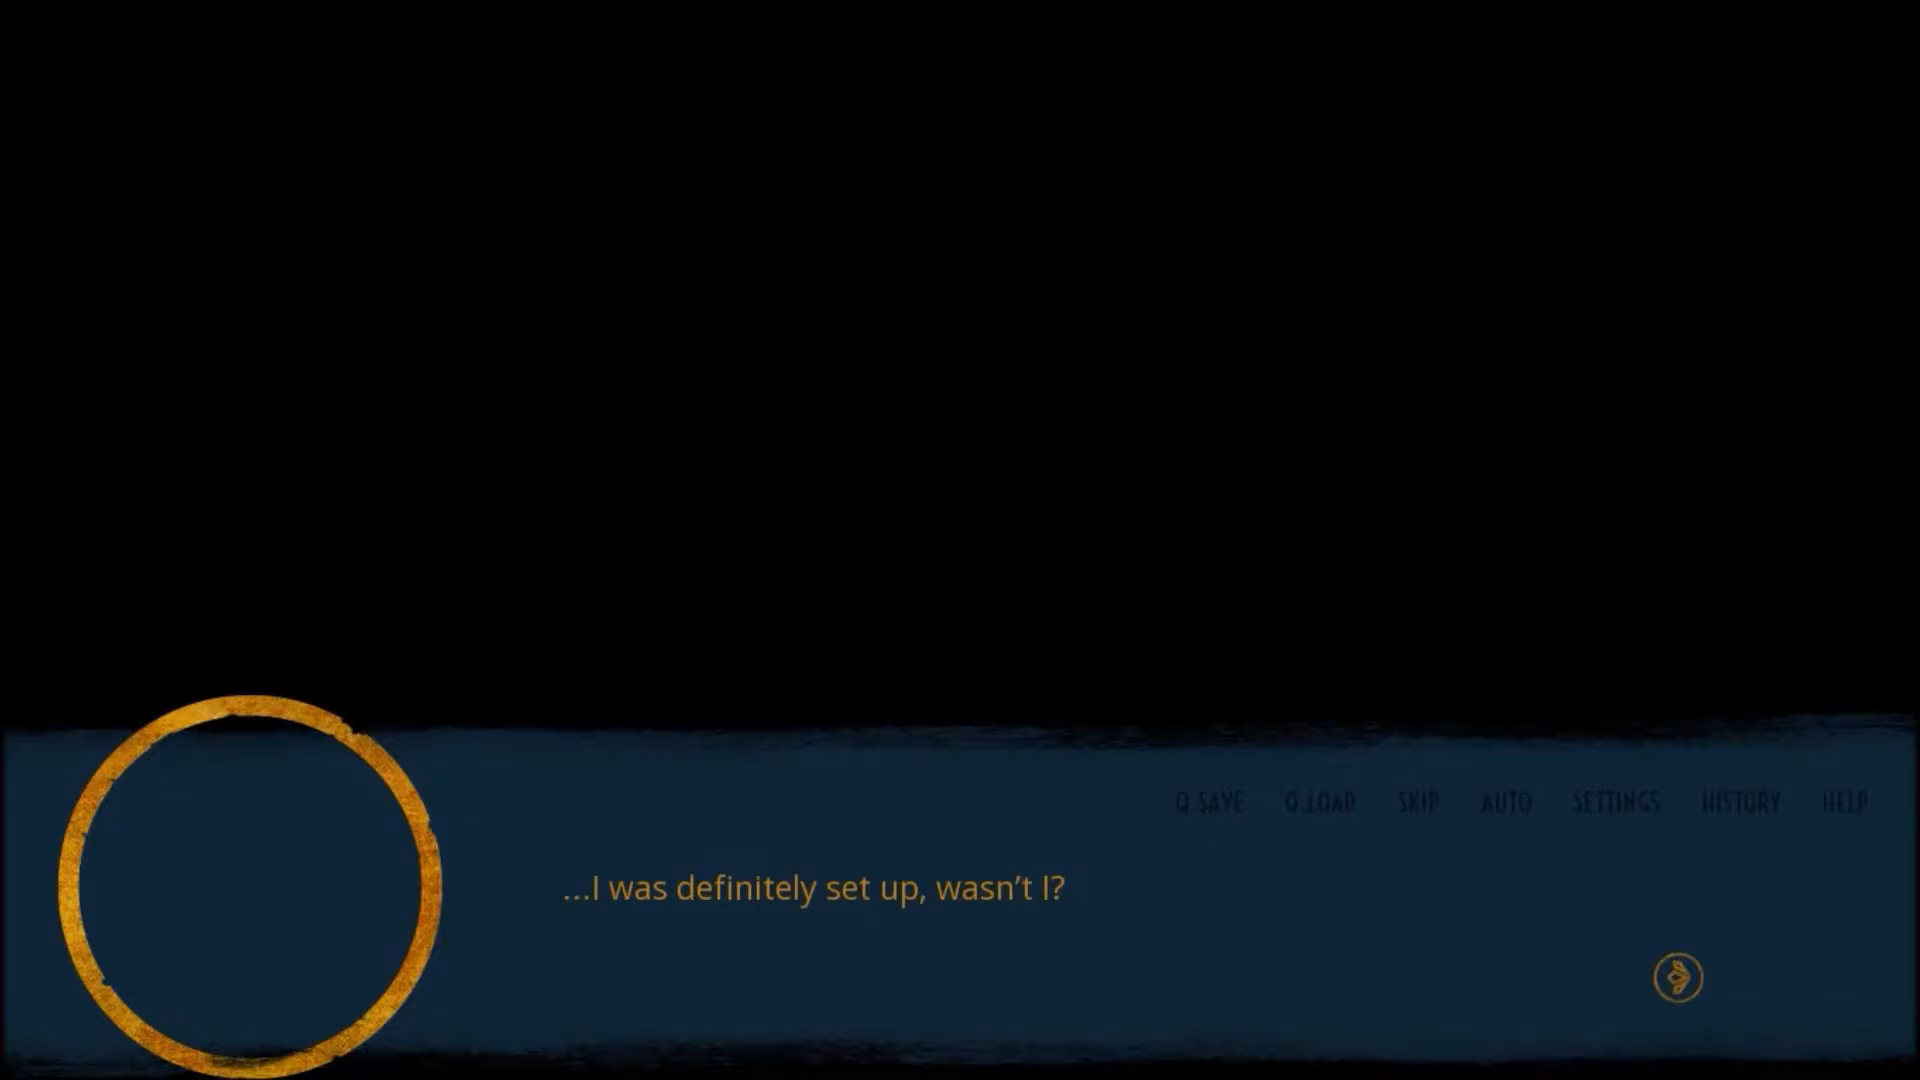 Q.SAVE Q.LOAD SKIP AUTO SETTINGS HISTORY HELP
…I was definitely set up, wasn’t I?